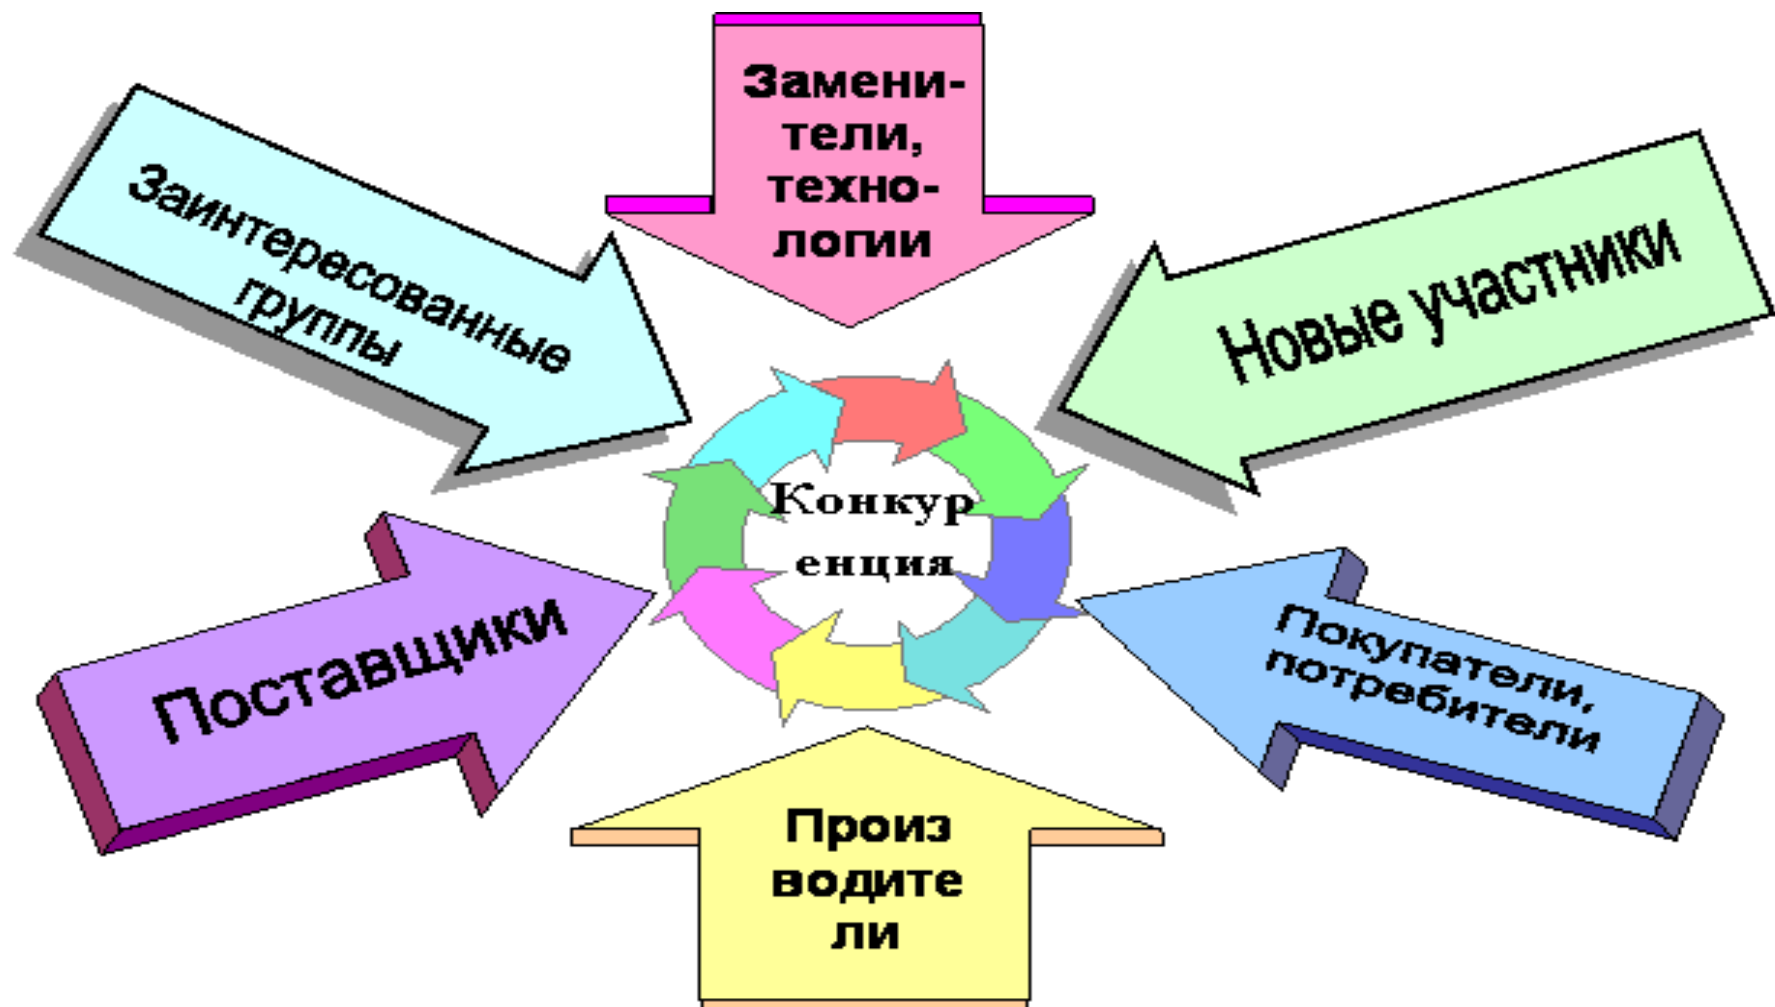 Замени-
тели,
техно-
логии
Заинтересованные
группы
Новые участники
Конкур
енция
Поставщики
Покупатели,
потребители
Произ
водите
ли